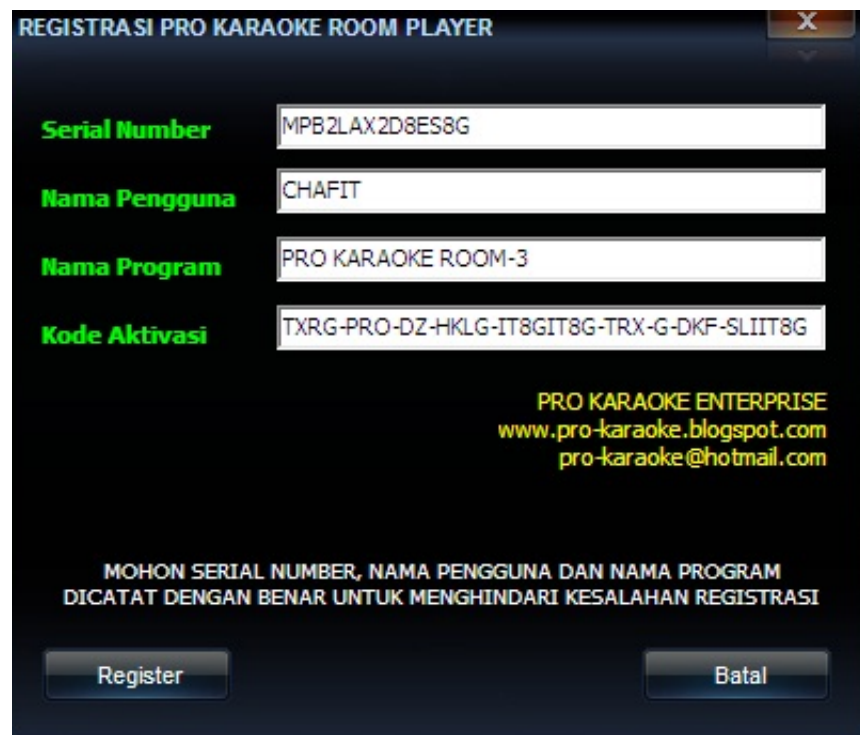 REGISTRASI PRO KARAOKE ROOM PLAYER
X
Serial Number MPB2LAX2D8ES8G
Nama Pengguna CHAFIT
Nama Program PRO KARAOKE ROOM-3
Kode Aktivasi TXRG-PRO-DZ-HKLG-IT8GIT8G-TRX-G-DKF-SLIIT8G
PRO KARAOKE ENTERPRISE
www.pro-karaoke.blogspot.com
pro-karaoke@hotmail.com
MOHON SERIAL NUMBER, NAMA PENGGUNA DAN NAMA PROGRAM
DICATAT DENGAN BENAR UNTUK MENGHINDARI KESALAHAN REGISTRASI
Register Batal